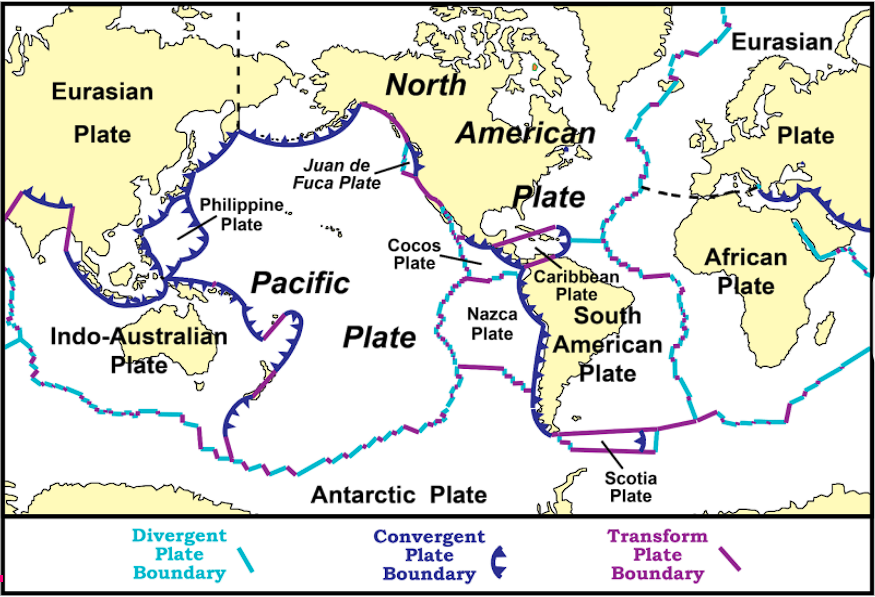 Eurasian
Plate
North
American
Plate
Eurasian
Plate
Juan de
Fuca Plate
Philippine
Plate
Cocos
Plate
Caribbean
Plate
African
Plate
Pacific
Plate
Nazca
Plate
South
American
Plate
Indo-Australian
Plate
Scotia
Plate
Antarctic Plate
Divergent
Plate
Boundary
Convergent
Plate
Boundary
Transform
Plate
Boundary